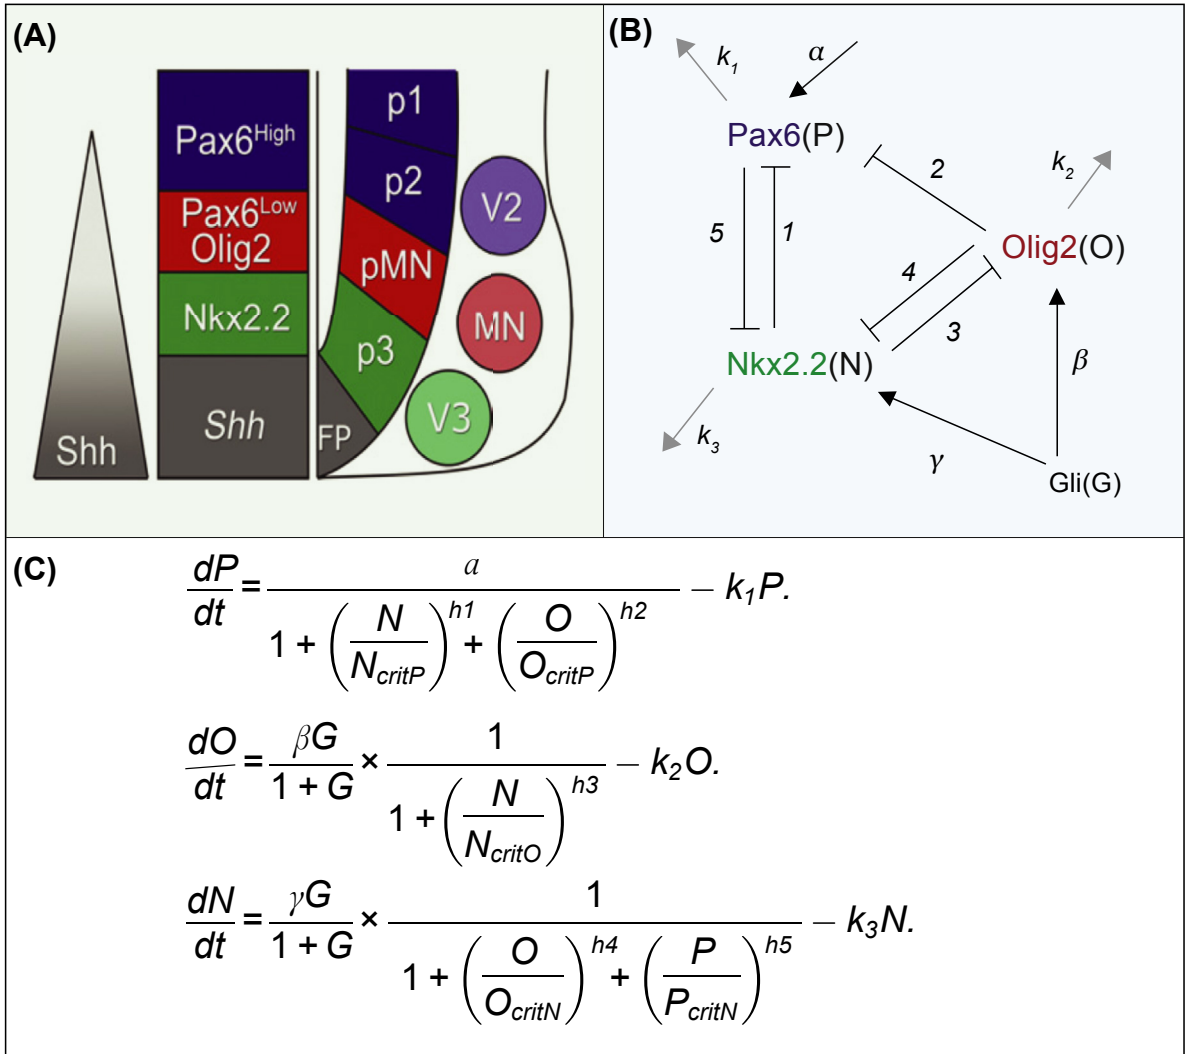 (A)
Pax6High
Pax6Low
Olig2
Nkx2.2
Shh
Shh
p1
p2
pMN
p3
FP
V2
MN
V3
(B)
k1
α
Pax6(P)
2
k2
5
1
Olig2(O)
4
3
Nkx2.2(N)
β
k3
γ
Gli(G)
(C)
dP/dt = a / (1 + (N/NcritP)^h1 + (O/OcritP)^h2) − k1P.
dO/dt = βG/(1 + G) × 1 / (1 + (N/NcritO)^h3) − k2O.
dN/dt = γG/(1 + G) × 1 / (1 + (O/OcritN)^h4 + (P/PcritN)^h5) − k3N.